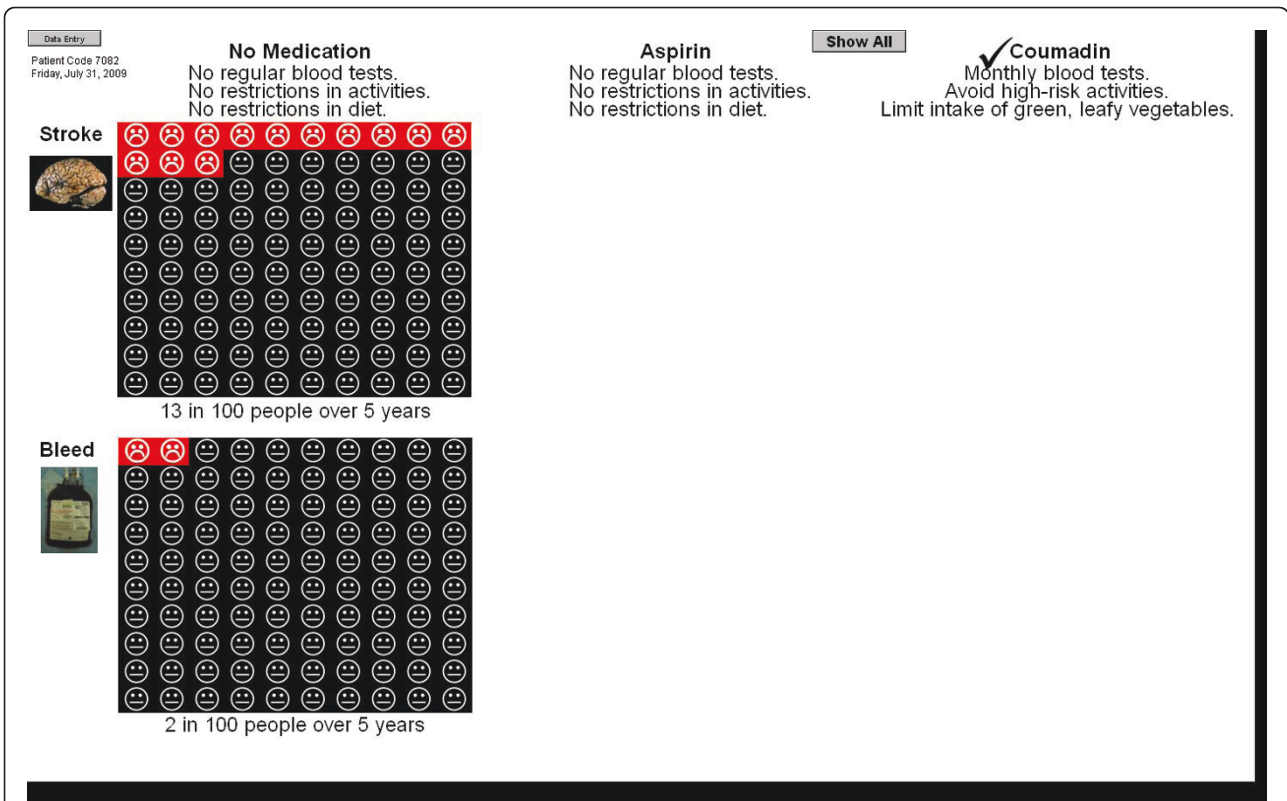 Data Entry
Patient Code 7082
Friday, July 31, 2009
No Medication
No regular blood tests.
No restrictions in activities.
No restrictions in diet.
Aspirin
No regular blood tests.
No restrictions in activities.
No restrictions in diet.
Show All
Coumadin
Monthly blood tests.
Avoid high-risk activities.
Limit intake of green, leafy vegetables.
Stroke
13 in 100 people over 5 years
Bleed
2 in 100 people over 5 years